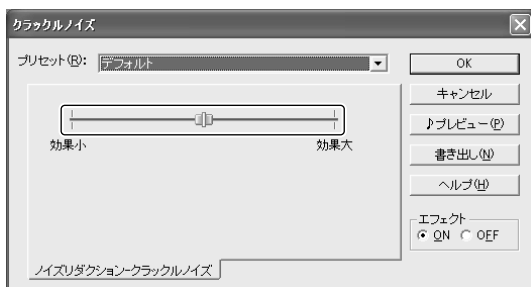 クラックルノイズ
プリセット(R): デフォルト
OK
キャンセル
♪プレビュー(P)
書き出し(N)
ヘルプ(H)
効果小 効果大
エフェクト
ON OFF
ノイズリダクション-クラックルノイズ